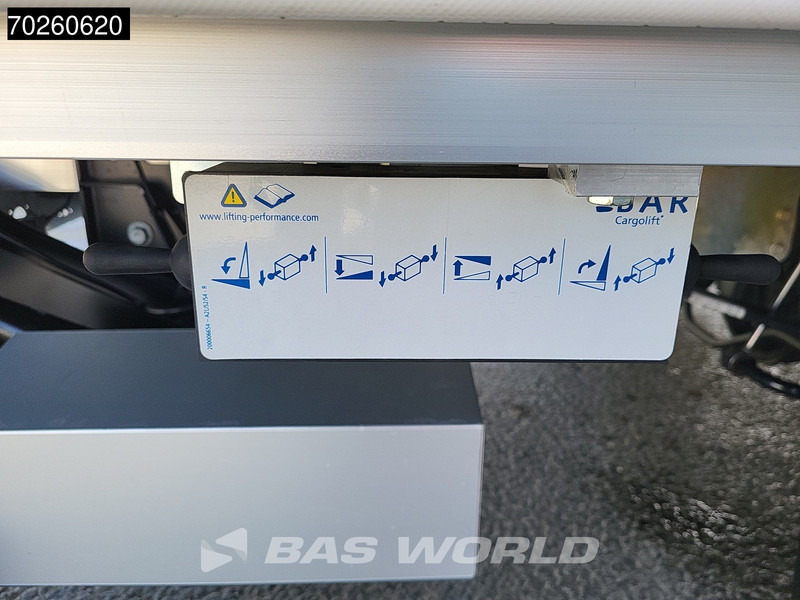 70260620
www.lifting-performance.com
BAR
Cargolift
BAS WORLD